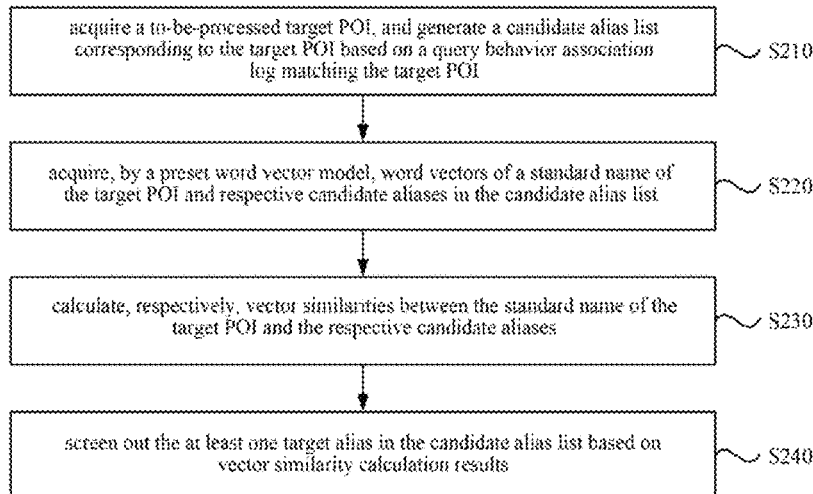 acquire a to-be-processed target POI, and generate a candidate alias list
corresponding to the target POI based on a query behavior association
log matching the target POI
S210
acquire, by a preset word vector model, word vectors of a standard name of
the target POI and respective candidate aliases in the candidate alias list
S220
calculate, respectively, vector similarities between the standard name of the
target POI and the respective candidate aliases
S230
screen out the at least one target alias in the candidate alias list based on
vector similarity calculation results
S240